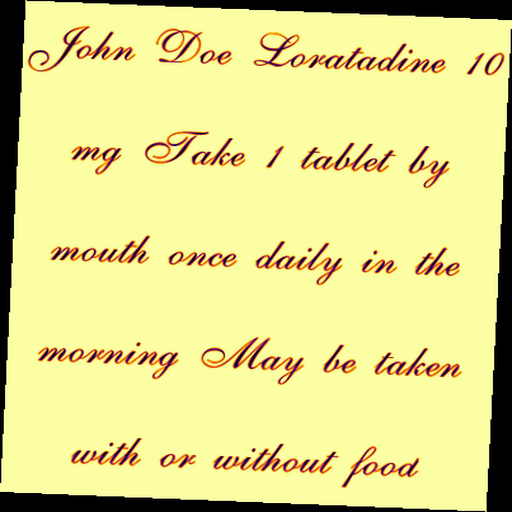 John Doe Loratadine 10
mg Take 1 tablet by
mouth once daily in the
morning May be taken
with or without food